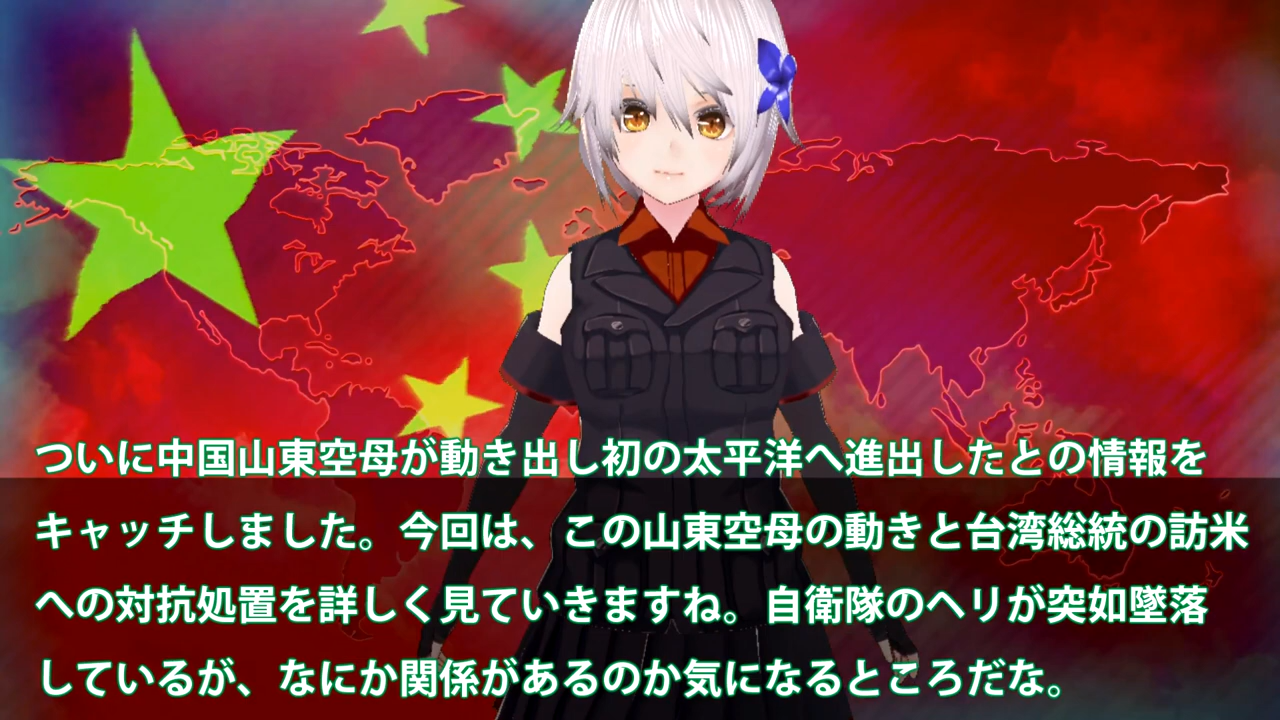 ついに中国山東空母が動き出し初の太平洋へ進出したとの情報を
キャッチしました。今回は、この山東空母の動きと台湾総統の訪米
への対抗処置を詳しく見ていきますね。自衛隊のヘリが突如墜落
しているが、なにか関係があるのか気になるところだな。